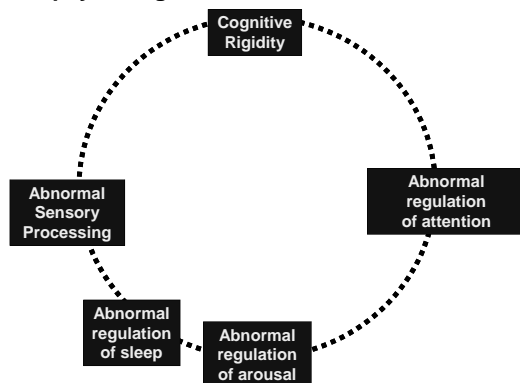 Cognitive
Rigidity
Abnormal
regulation
of attention
Abnormal
Sensory
Processing
Abnormal
regulation
of sleep
Abnormal
regulation
of arousal